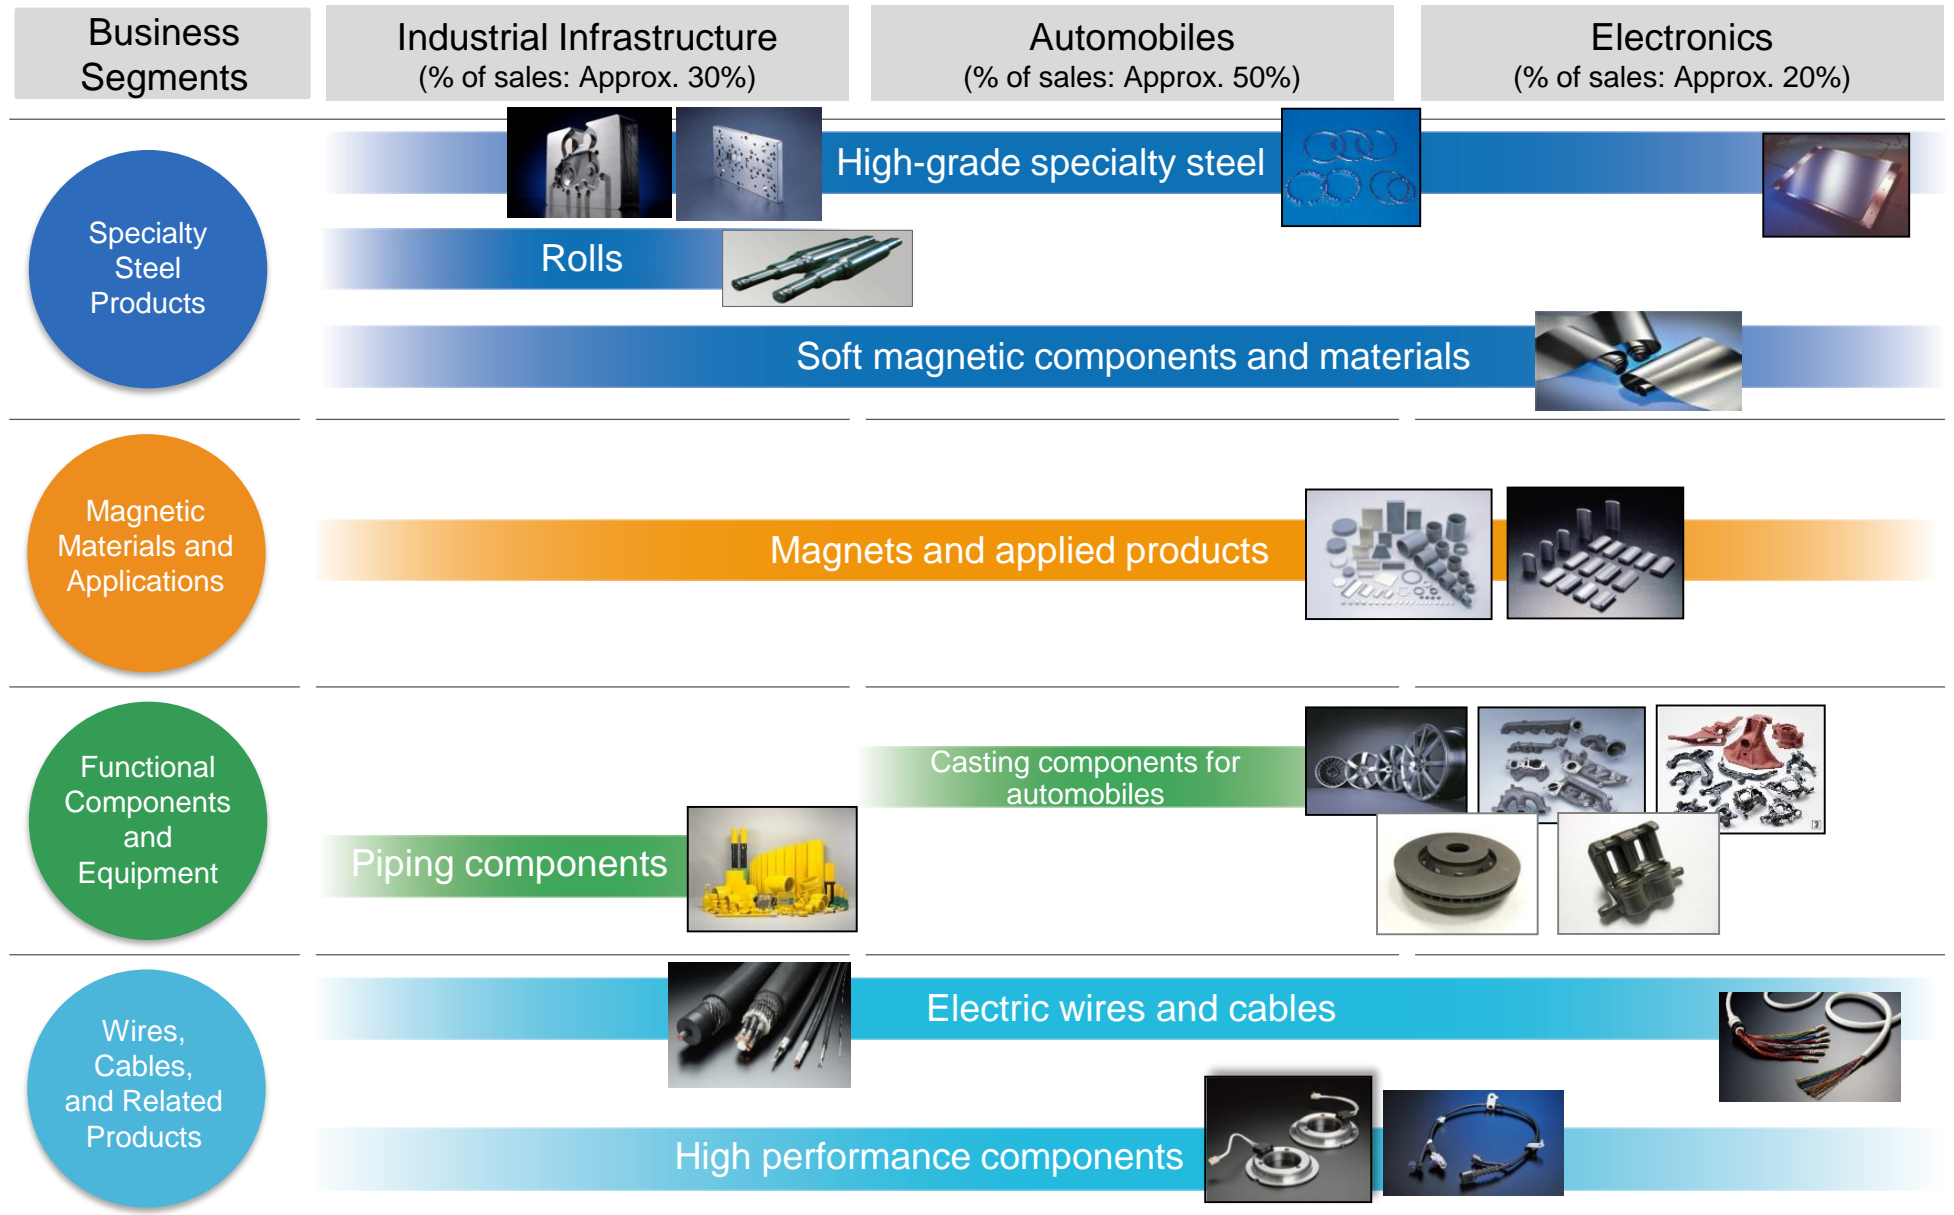 Business
Segments
Industrial Infrastructure
(% of sales: Approx. 30%)
Automobiles
(% of sales: Approx. 50%)
Electronics
(% of sales: Approx. 20%)
Specialty
Steel
Products
High-grade specialty steel
Rolls
Soft magnetic components and materials
Magnetic
Materials and
Applications
Magnets and applied products
Functional
Components
and
Equipment
Casting components for
automobiles
Piping components
Wires,
Cables,
and Related
Products
Electric wires and cables
High performance components